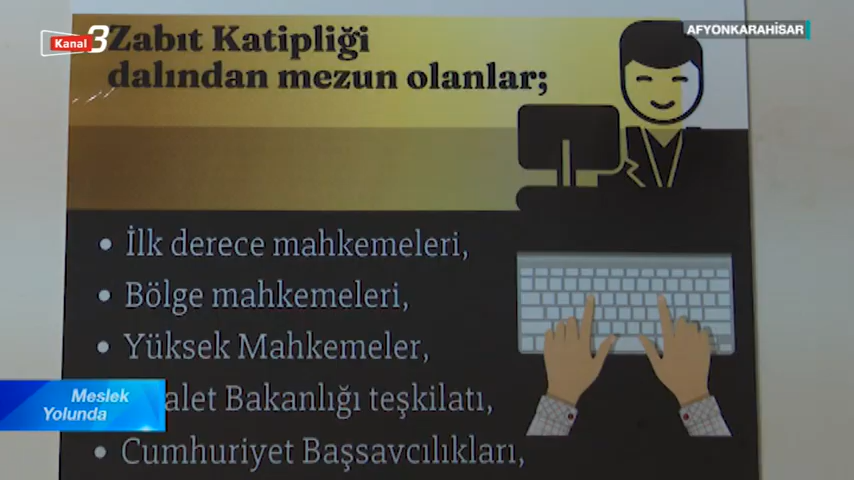 Kanal 3
AFYONKARAHİSAR
Zabıt Katipliği
dalından mezun olanlar;
İlk derece mahkemeleri,
Bölge mahkemeleri,
Yüksek Mahkemeler,
Bakanlığı teşkilatı,
Cumhuriyet Başsavcılıkları,
Meslek
Yolunda